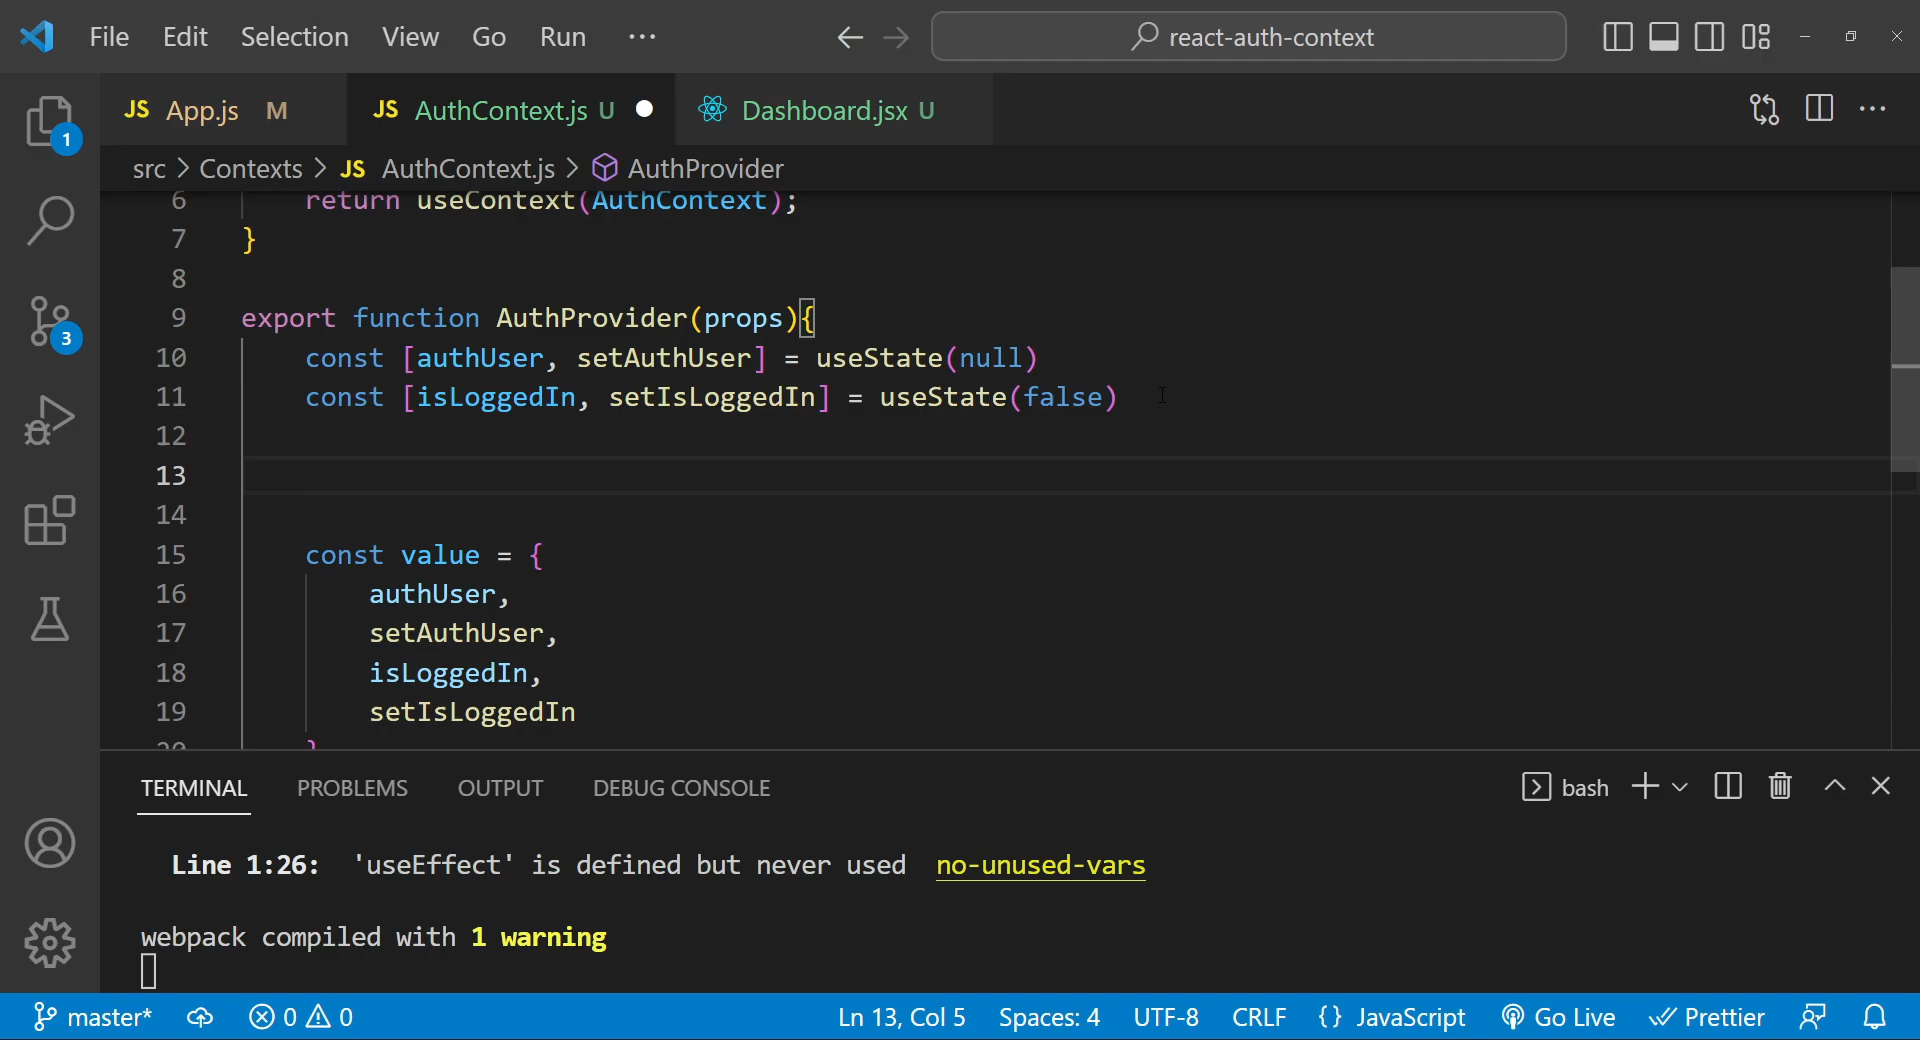 File Edit Selection View Go Run ··· react-auth-context
JS App.js M JS AuthContext.js U Dashboard.jsx U
src > Contexts > JS AuthContext.js > AuthProvider
6 return useContext(AuthContext);
7 }
8
9 export function AuthProvider(props){
10 const [authUser, setAuthUser] = useState(null)
11 const [isLoggedIn, setIsLoggedIn] = useState(false)
12
13
14
15 const value = {
16 authUser,
17 setAuthUser,
18 isLoggedIn,
19 setIsLoggedIn
20 }
TERMINAL PROBLEMS OUTPUT DEBUG CONSOLE bash
Line 1:26: 'useEffect' is defined but never used no-unused-vars
webpack compiled with 1 warning
master* 0 0 Ln 13, Col 5 Spaces: 4 UTF-8 CRLF {} JavaScript Go Live Prettier
1
3